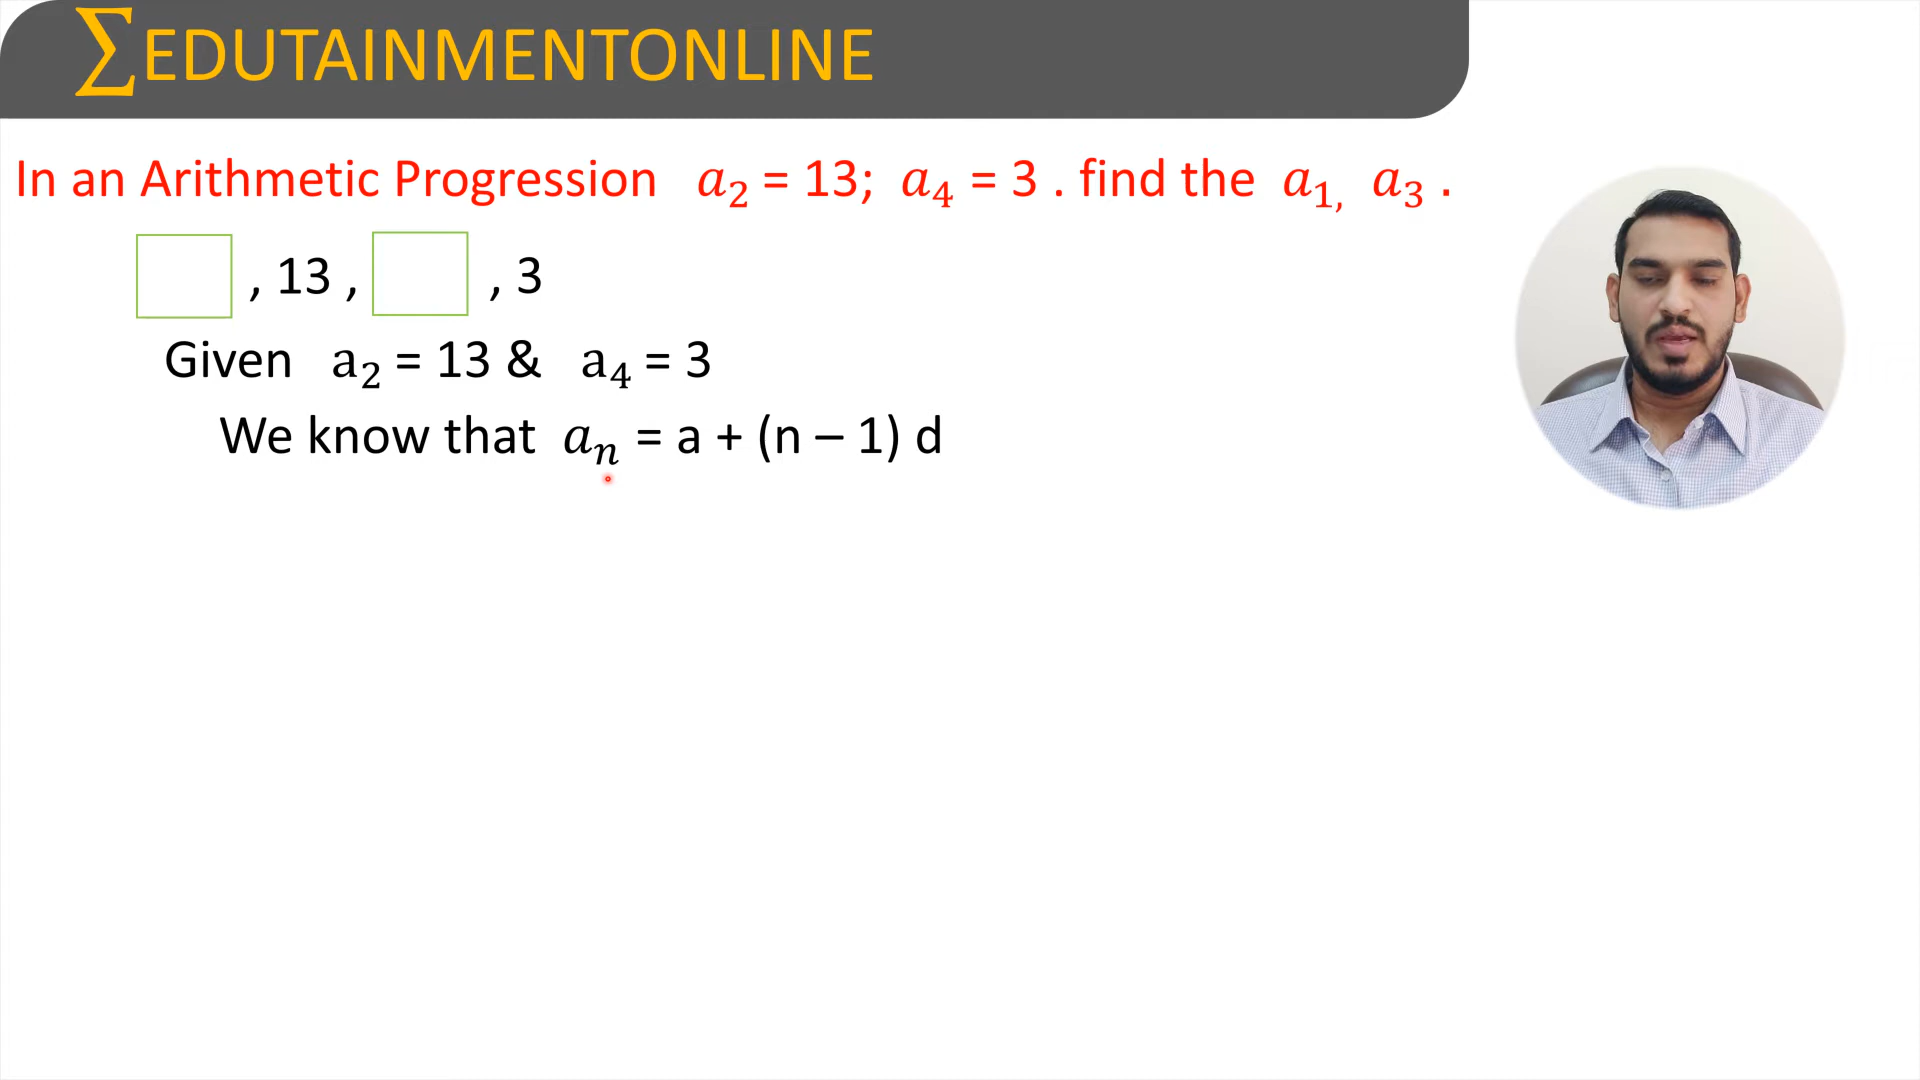 ∑EDUTAINMENTONLINE
In an Arithmetic Progression a₂ = 13; a₄ = 3 . find the a₁, a₃ .
, 13 , , 3
Given a₂ = 13 & a₄ = 3
We know that aₙ = a + (n – 1) d